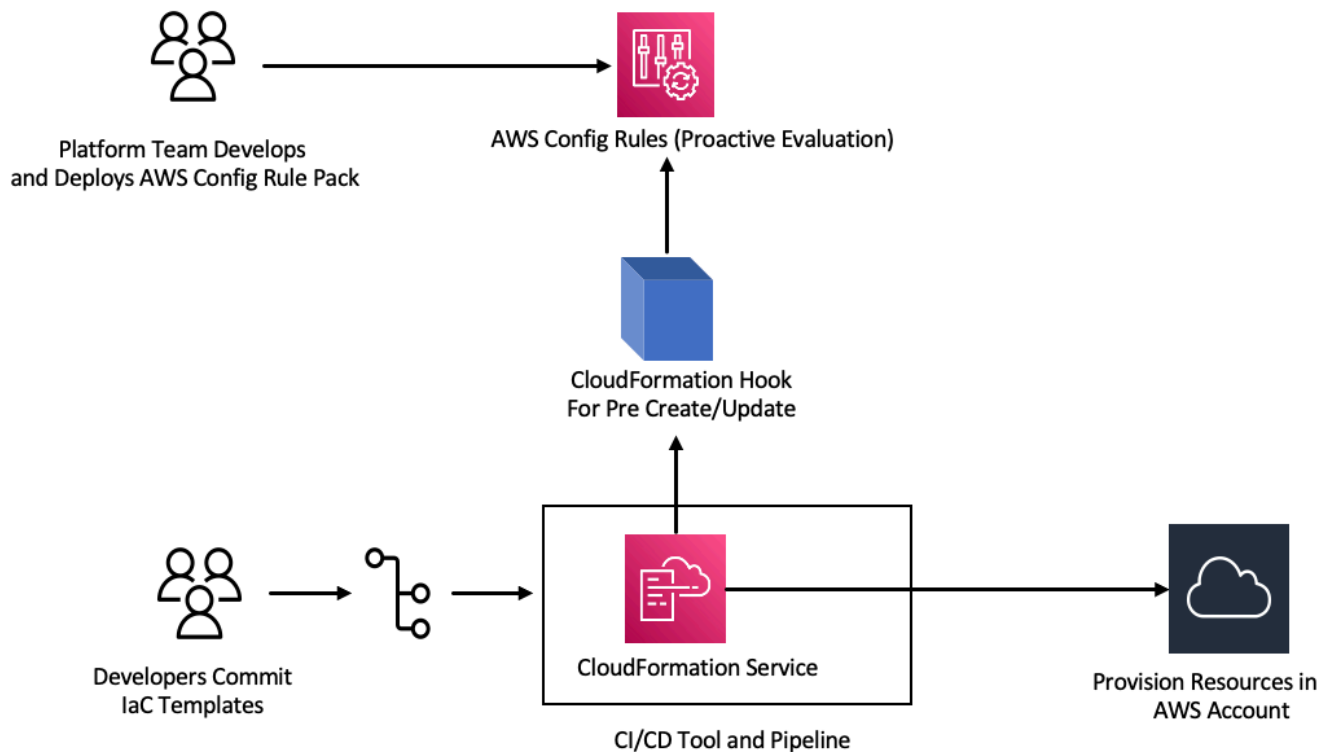 Platform Team Develops
and Deploys AWS Config Rule Pack
AWS Config Rules (Proactive Evaluation)
CloudFormation Hook
For Pre Create/Update
Developers Commit
IaC Templates
CloudFormation Service
CI/CD Tool and Pipeline
Provision Resources in
AWS Account